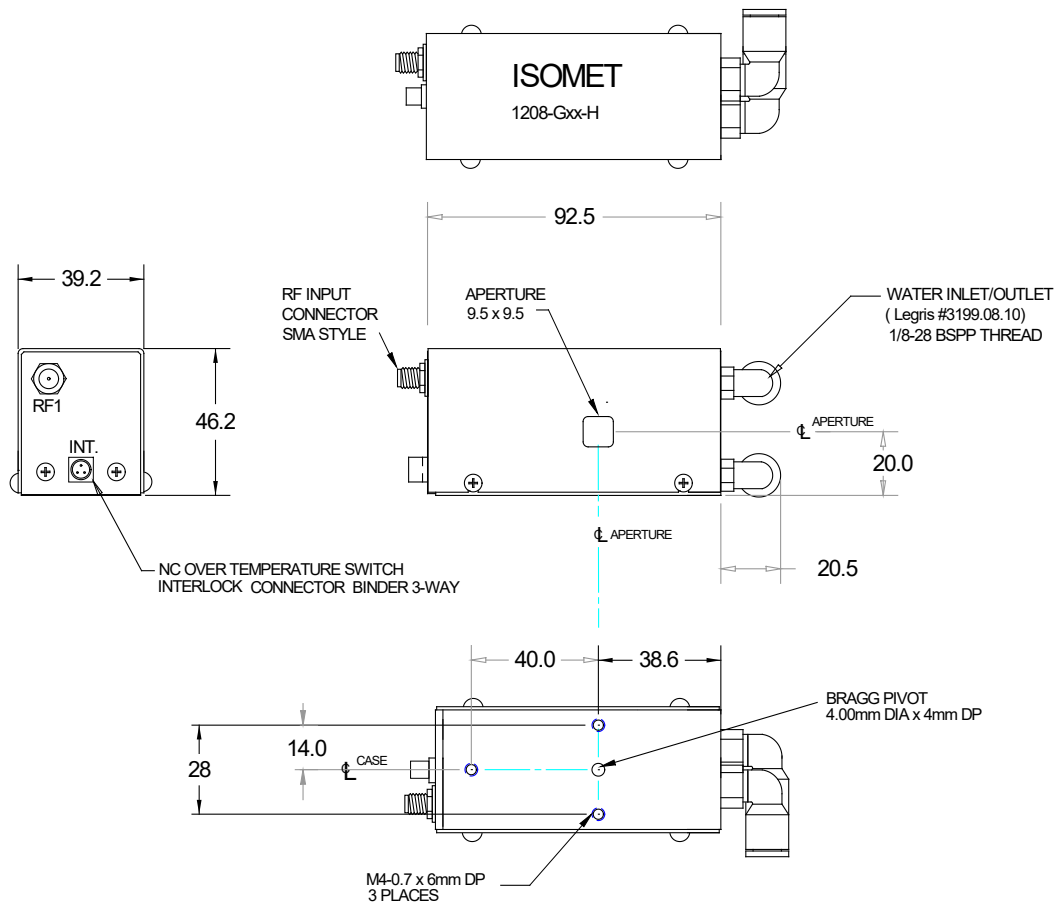 ISOMET
1208-Gxx-H
92.5
39.2
RF INPUT
CONNECTOR
SMA STYLE
APERTURE
9.5 x 9.5
WATER INLET/OUTLET
( Legris #3199.08.10)
1/8-28 BSPP THREAD
RF1
46.2
INT.
℄ APERTURE
20.0
℄ APERTURE
20.5
NC OVER TEMPERATURE SWITCH
INTERLOCK CONNECTOR BINDER 3-WAY
40.0
38.6
BRAGG PIVOT
4.00mm DIA x 4mm DP
14.0
28
℄ CASE
M4-0.7 x 6mm DP
3 PLACES